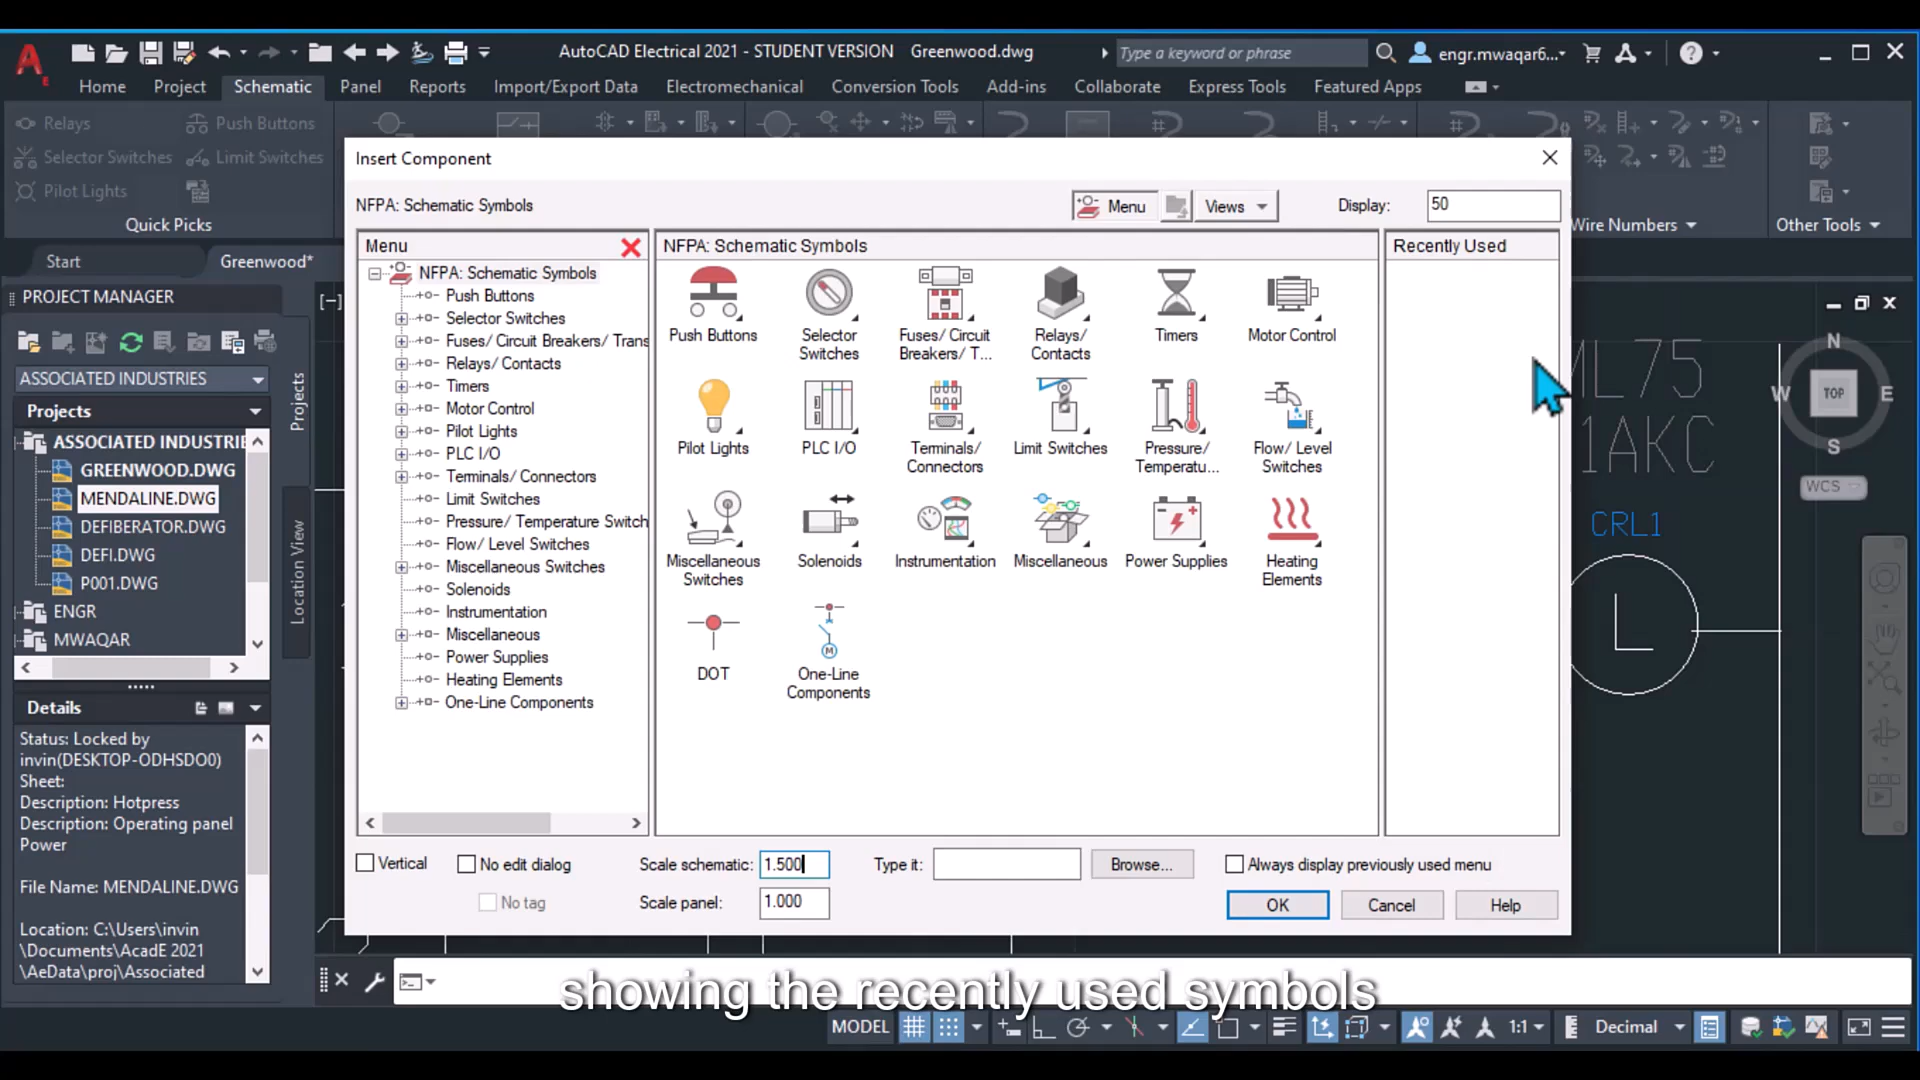 AutoCAD Electrical 2021 - STUDENT VERSION Greenwood.dwg
Type a keyword or phrase
engr.mwaqar6...
Home Project Schematic Panel Reports Import/Export Data Electromechanical Conversion Tools Add-ins Collaborate Express Tools Featured Apps
Relays Push Buttons
Selector Switches Limit Switches
Pilot Lights
Quick Picks
Wire Numbers
Other Tools
Start
Greenwood*
PROJECT MANAGER
ASSOCIATED INDUSTRIES
Projects
ASSOCIATED INDUSTRIE
GREENWOOD.DWG
MENDALINE.DWG
DEFIBERATOR.DWG
DEFI.DWG
P001.DWG
ENGR
MWAQAR
Projects
Location View
Details
Status: Locked by
invin(DESKTOP-ODHSDO0)
Sheet:
Description: Hotpress
Description: Operating panel
Power
File Name: MENDALINE.DWG
Location: C:\Users\invin
\Documents\AcadE 2021
\AeData\proj\Associated
[−]
Insert Component
NFPA: Schematic Symbols
Menu
Views
Display:
50
Menu
NFPA: Schematic Symbols
Push Buttons
Selector Switches
Fuses/ Circuit Breakers/ Trans
Relays/ Contacts
Timers
Motor Control
Pilot Lights
PLC I/O
Terminals/ Connectors
Limit Switches
Pressure/ Temperature Switch
Flow/ Level Switches
Miscellaneous Switches
Solenoids
Instrumentation
Miscellaneous
Power Supplies
Heating Elements
One-Line Components
NFPA: Schematic Symbols
Push Buttons
Selector
Switches
Fuses/ Circuit
Breakers/ T...
Relays/
Contacts
Timers
Motor Control
Pilot Lights
PLC I/O
Terminals/
Connectors
Limit Switches
Pressure/
Temperatu...
Flow/ Level
Switches
Miscellaneous
Switches
Solenoids
Instrumentation
Miscellaneous
Power Supplies
Heating
Elements
DOT
M
One-Line
Components
Recently Used
Vertical
No edit dialog
No tag
Scale schematic:
1.500
Scale panel:
1.000
Type it:
Browse...
Always display previously used menu
OK
Cancel
Help
ML75
1AKC
CRL1
L
N
W
TOP
E
S
WCS
showing the recently used symbols
MODEL
1:1
Decimal